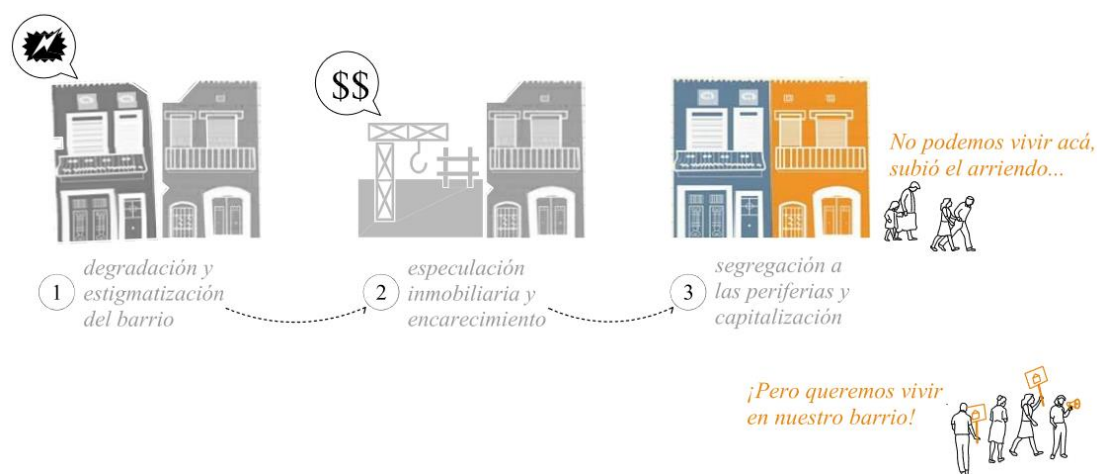 $$
No podemos vivir acá,
subió el arriendo...
1
degradación y
estigmatización
del barrio
2
especulación
inmobiliaria y
encarecimiento
3
segregación a
las periferias y
capitalización
¡Pero queremos vivir
en nuestro barrio!